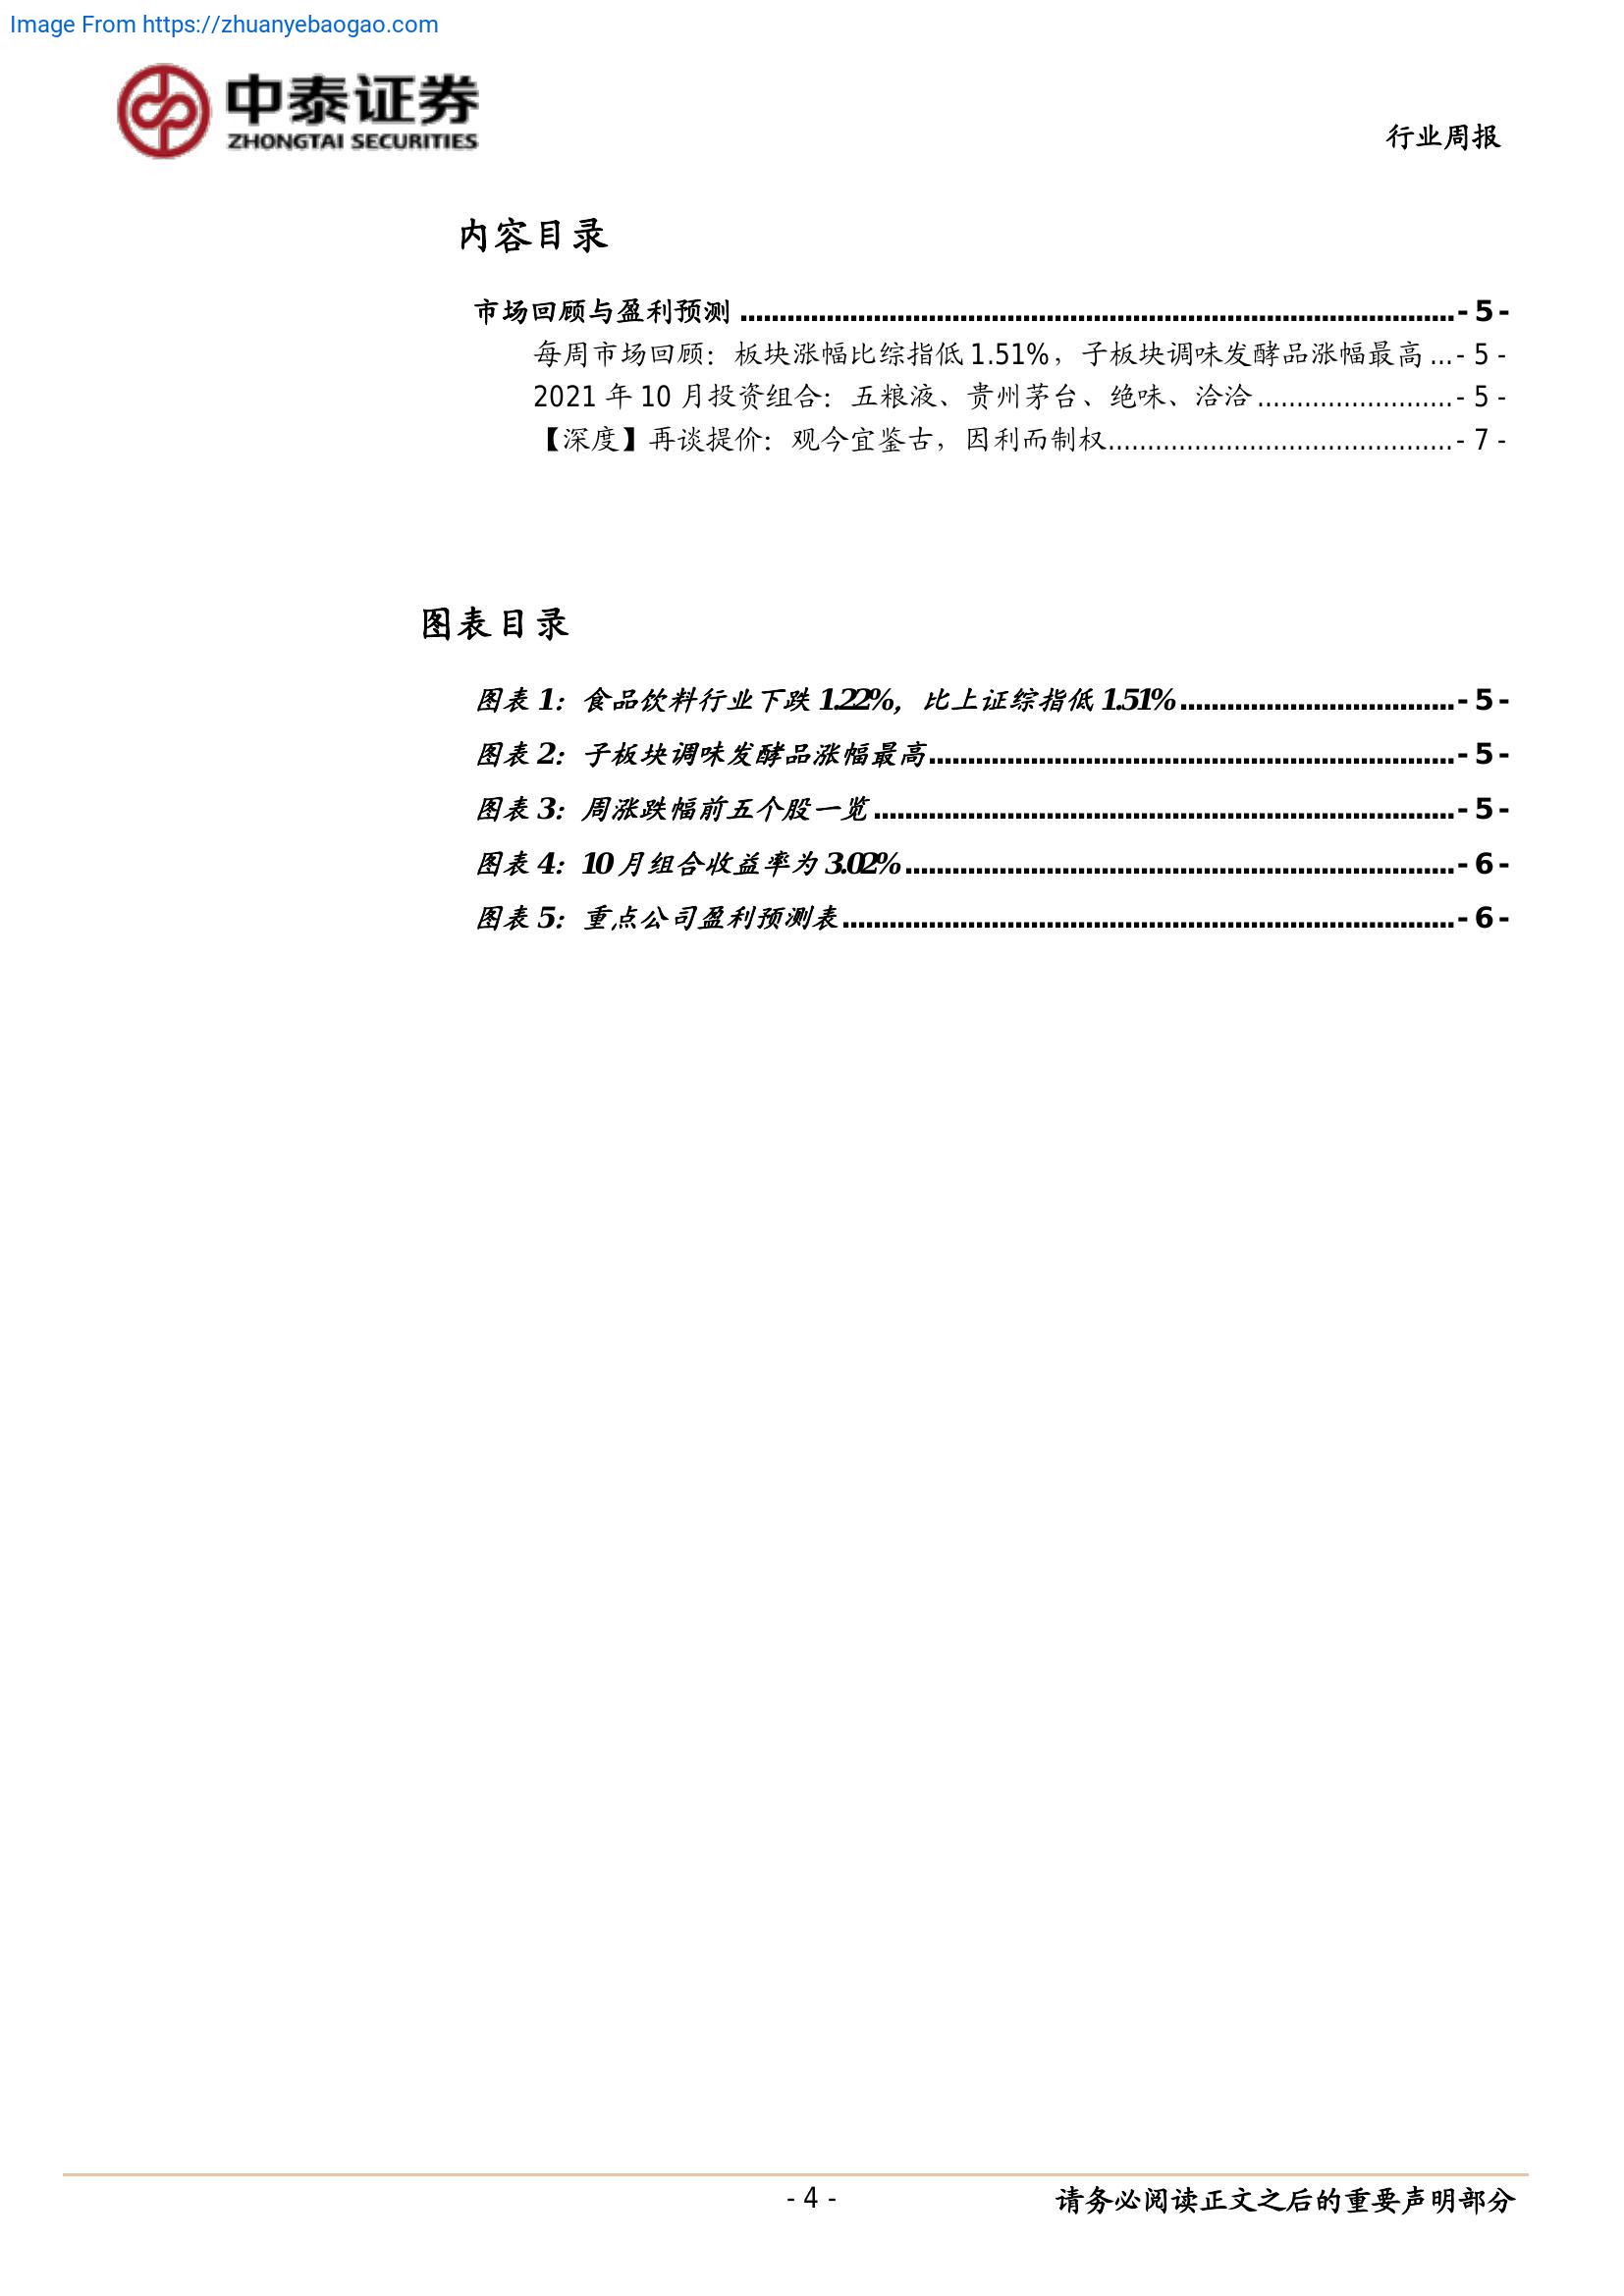 Image From https://zhuanyebaogao.com
中泰证券
ZHONGTAI SECURITIES
行业周报
内容目录
市场回顾与盈利预测 ........................................................................................... - 5 -
每周市场回顾：板块涨幅比综指低 1.51%，子板块调味发酵品涨幅最高 ... - 5 -
2021 年 10 月投资组合：五粮液、贵州茅台、绝味、洽洽 ......................... - 5 -
【深度】再谈提价：观今宜鉴古，因利而制权............................................ - 7 -
图表目录
图表 1：食品饮料行业下跌 1.22%，比上证综指低 1.51% ................................... - 5 -
图表 2：子板块调味发酵品涨幅最高................................................................... - 5 -
图表 3：周涨跌幅前五个股一览 .......................................................................... - 5 -
图表 4：10 月组合收益率为 3.02% ...................................................................... - 6 -
图表 5：重点公司盈利预测表.............................................................................. - 6 -
- 4 -
请务必阅读正文之后的重要声明部分